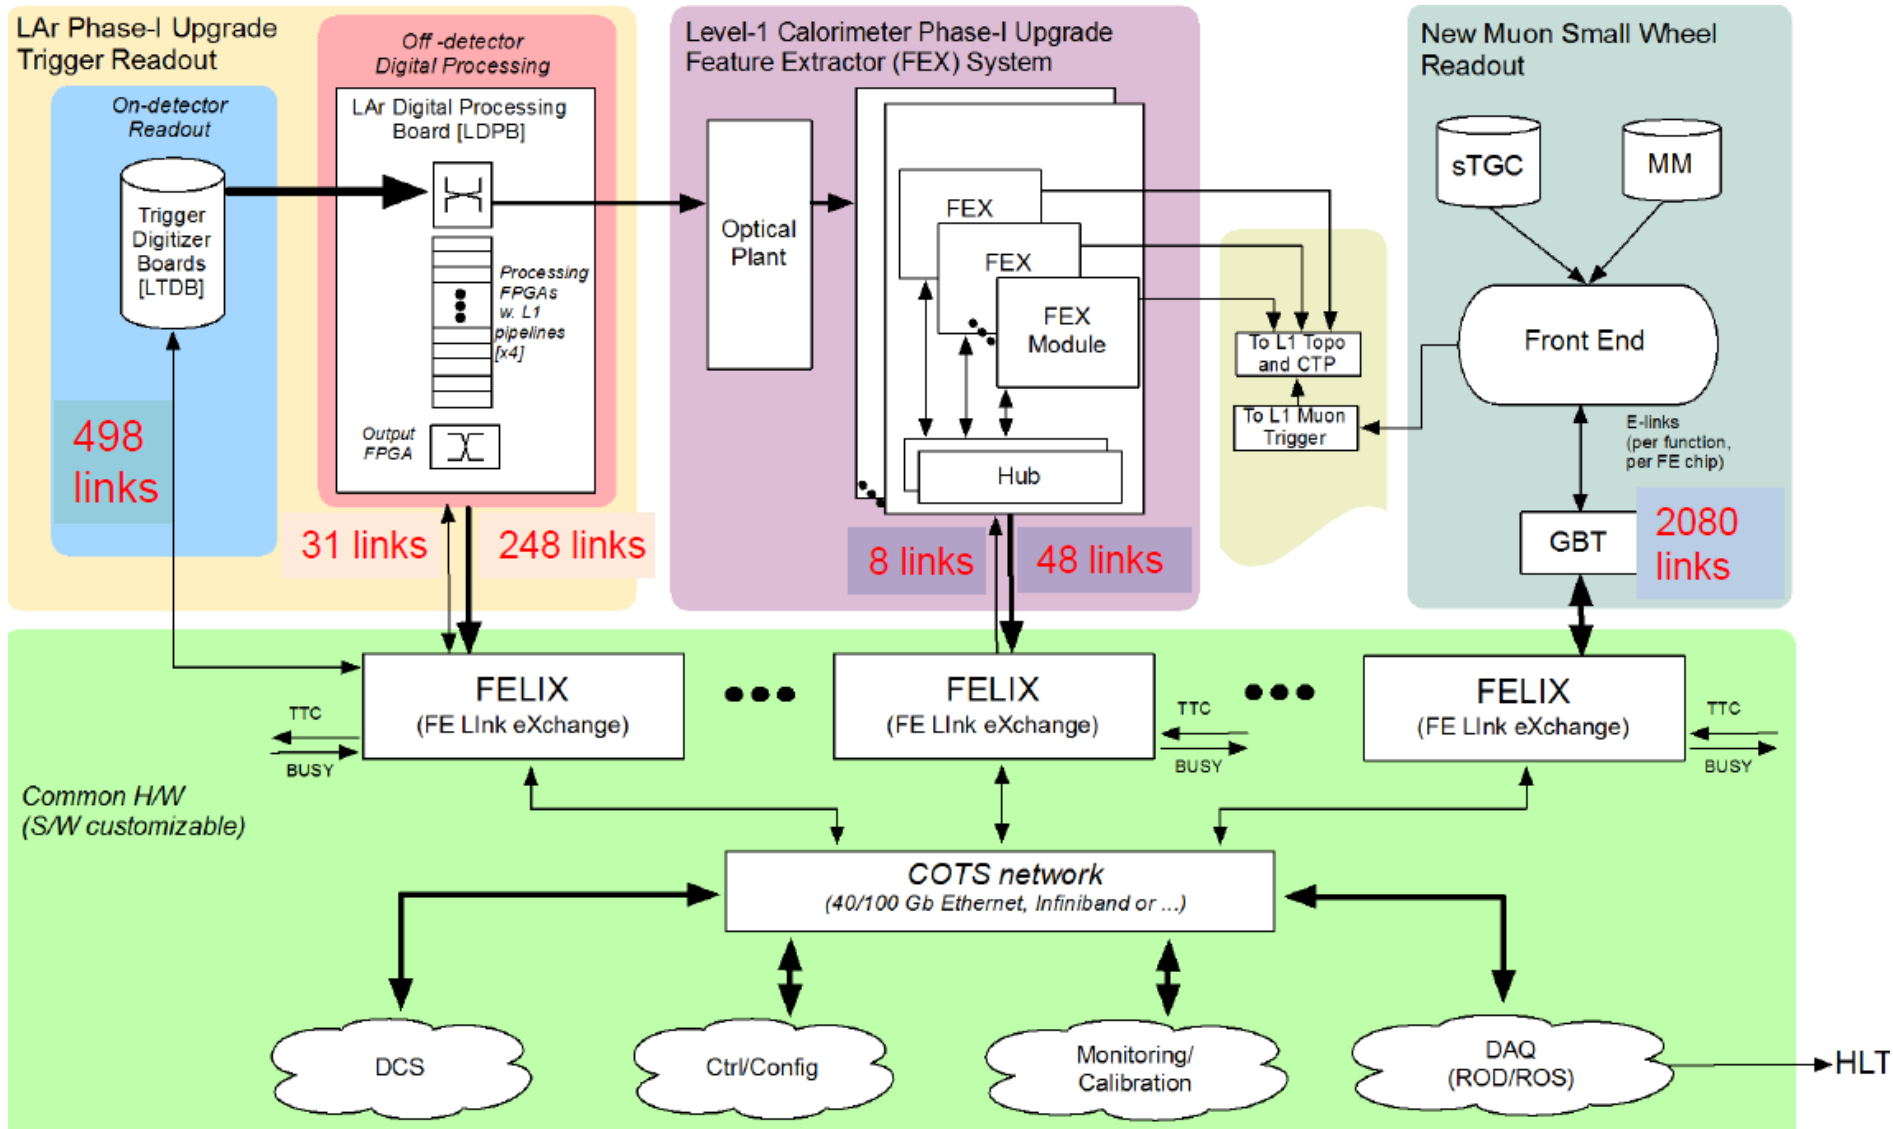 LAr Phase-I Upgrade
Trigger Readout
On-detector
Readout
Trigger
Digitizer
Boards
[LTDB]
498
links
Off -detector
Digital Processing
LAr Digital Processing
Board [LDPB]
Processing
FPGAs
w. L1
pipelines
[x4]
Output
FPGA
31 links
248 links
Level-1 Calorimeter Phase-I Upgrade
Feature Extractor (FEX) System
Optical
Plant
FEX
FEX
FEX
Module
Hub
8 links
48 links
To L1 Topo
and CTP
To L1 Muon
Trigger
New Muon Small Wheel
Readout
sTGC
MM
Front End
E-links
(per function,
per FE chip)
GBT
2080
links
FELIX
(FE LInk eXchange)
TTC
BUSY
FELIX
(FE LInk eXchange)
TTC
BUSY
FELIX
(FE LInk eXchange)
TTC
BUSY
Common H/W
(S/W customizable)
COTS network
(40/100 Gb Ethernet, Infiniband or ...)
DCS
Ctrl/Config
Monitoring/
Calibration
DAQ
(ROD/ROS)
HLT